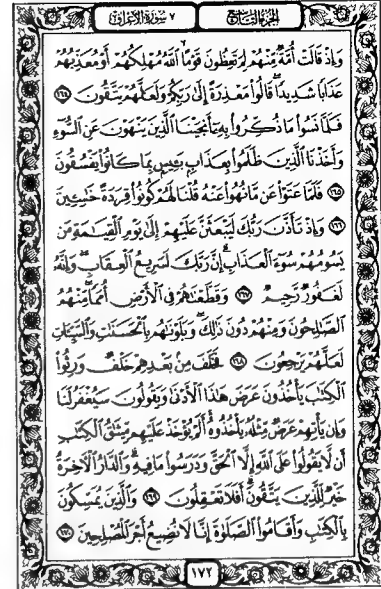 ٧ سورة الأعراف
الجزء التاسع
وَإِذْ قَالَتْ أُمَّةٌ مِّنْهُمْ لِمَ تَعِظُونَ قَوْمًا ٱللَّهُ مُهْلِكُهُمْ أَوْ مُعَذِّبُهُمْ
عَذَابًا شَدِيدًا ۖ قَالُوا۟ مَعْذِرَةً إِلَىٰ رَبِّكُمْ وَلَعَلَّهُمْ يَتَّقُونَ ١٦٤
فَلَمَّا نَسُوا۟ مَا ذُكِّرُوا۟ بِهِۦٓ أَنجَيْنَا ٱلَّذِينَ يَنْهَوْنَ عَنِ ٱلسُّوٓءِ
وَأَخَذْنَا ٱلَّذِينَ ظَلَمُوا۟ بِعَذَابٍۭ بَـِٔيسٍۭ بِمَا كَانُوا۟ يَفْسُقُونَ
١٦٥ فَلَمَّا عَتَوْا۟ عَن مَّا نُهُوا۟ عَنْهُ قُلْنَا لَهُمْ كُونُوا۟ قِرَدَةً خَـٰسِـِٔينَ
١٦٦ وَإِذْ تَأَذَّنَ رَبُّكَ لَيَبْعَثَنَّ عَلَيْهِمْ إِلَىٰ يَوْمِ ٱلْقِيَـٰمَةِ مَن
يَسُومُهُمْ سُوٓءَ ٱلْعَذَابِ ۗ إِنَّ رَبَّكَ لَسَرِيعُ ٱلْعِقَابِ ۖ وَإِنَّهُۥ
لَغَفُورٌ رَّحِيمٌ ١٦٧ وَقَطَّعْنَـٰهُمْ فِى ٱلْأَرْضِ أُمَمًا ۖ مِّنْهُمُ
ٱلصَّـٰلِحُونَ وَمِنْهُمْ دُونَ ذَٰلِكَ ۖ وَبَلَوْنَـٰهُم بِٱلْحَسَنَـٰتِ وَٱلسَّيِّـَٔاتِ
لَعَلَّهُمْ يَرْجِعُونَ ١٦٨ فَخَلَفَ مِنۢ بَعْدِهِمْ خَلْفٌ وَرِثُوا۟
ٱلْكِتَـٰبَ يَأْخُذُونَ عَرَضَ هَـٰذَا ٱلْأَدْنَىٰ وَيَقُولُونَ سَيُغْفَرُ لَنَا
وَإِن يَأْتِهِمْ عَرَضٌ مِّثْلُهُۥ يَأْخُذُوهُ ۚ أَلَمْ يُؤْخَذْ عَلَيْهِم مِّيثَـٰقُ ٱلْكِتَـٰبِ
أَن لَّا يَقُولُوا۟ عَلَى ٱللَّهِ إِلَّا ٱلْحَقَّ وَدَرَسُوا۟ مَا فِيهِ ۗ وَٱلدَّارُ ٱلْـَٔاخِرَةُ
خَيْرٌ لِّلَّذِينَ يَتَّقُونَ ۗ أَفَلَا تَعْقِلُونَ ١٦٩ وَٱلَّذِينَ يُمَسِّكُونَ
بِٱلْكِتَـٰبِ وَأَقَامُوا۟ ٱلصَّلَوٰةَ إِنَّا لَا نُضِيعُ أَجْرَ ٱلْمُصْلِحِينَ ١٧٠
١٧٢